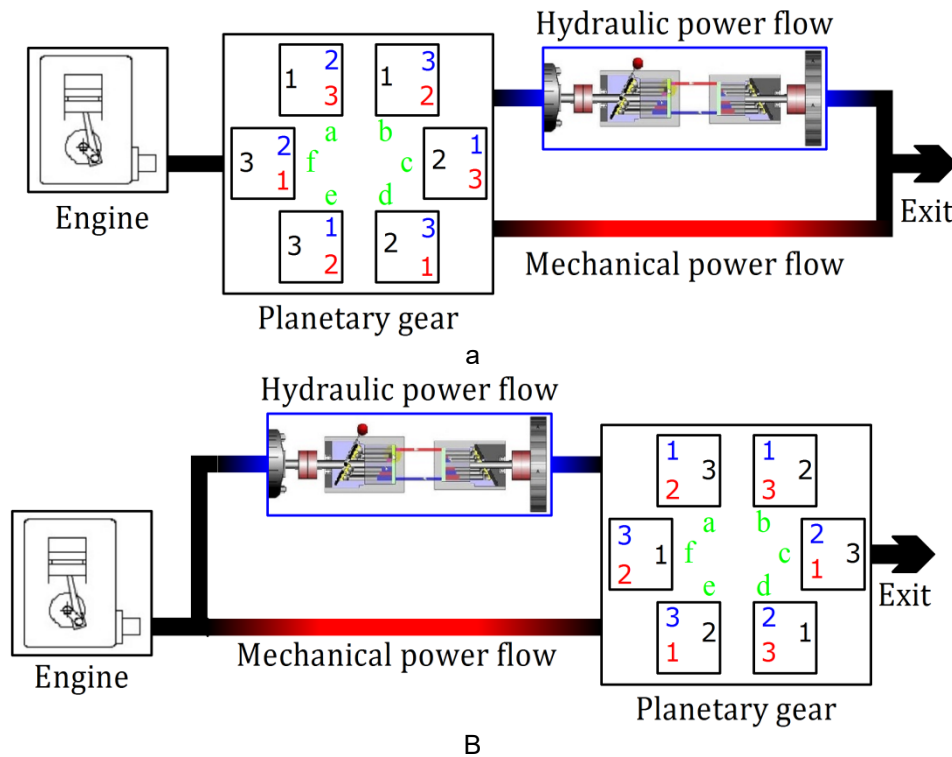 Hydraulic power flow
1 2 3
1 3 2
a b
3 2 1
f c
2 1 3
e d
3 1 2
2 3 1
Engine
Exit
Mechanical power flow
Planetary gear
a
Hydraulic power flow
1 2 3
1 3 2
a b
3 2 1
f c
2 1 3
e d
3 1 2
2 3 1
Exit
Mechanical power flow
Engine
Planetary gear
B